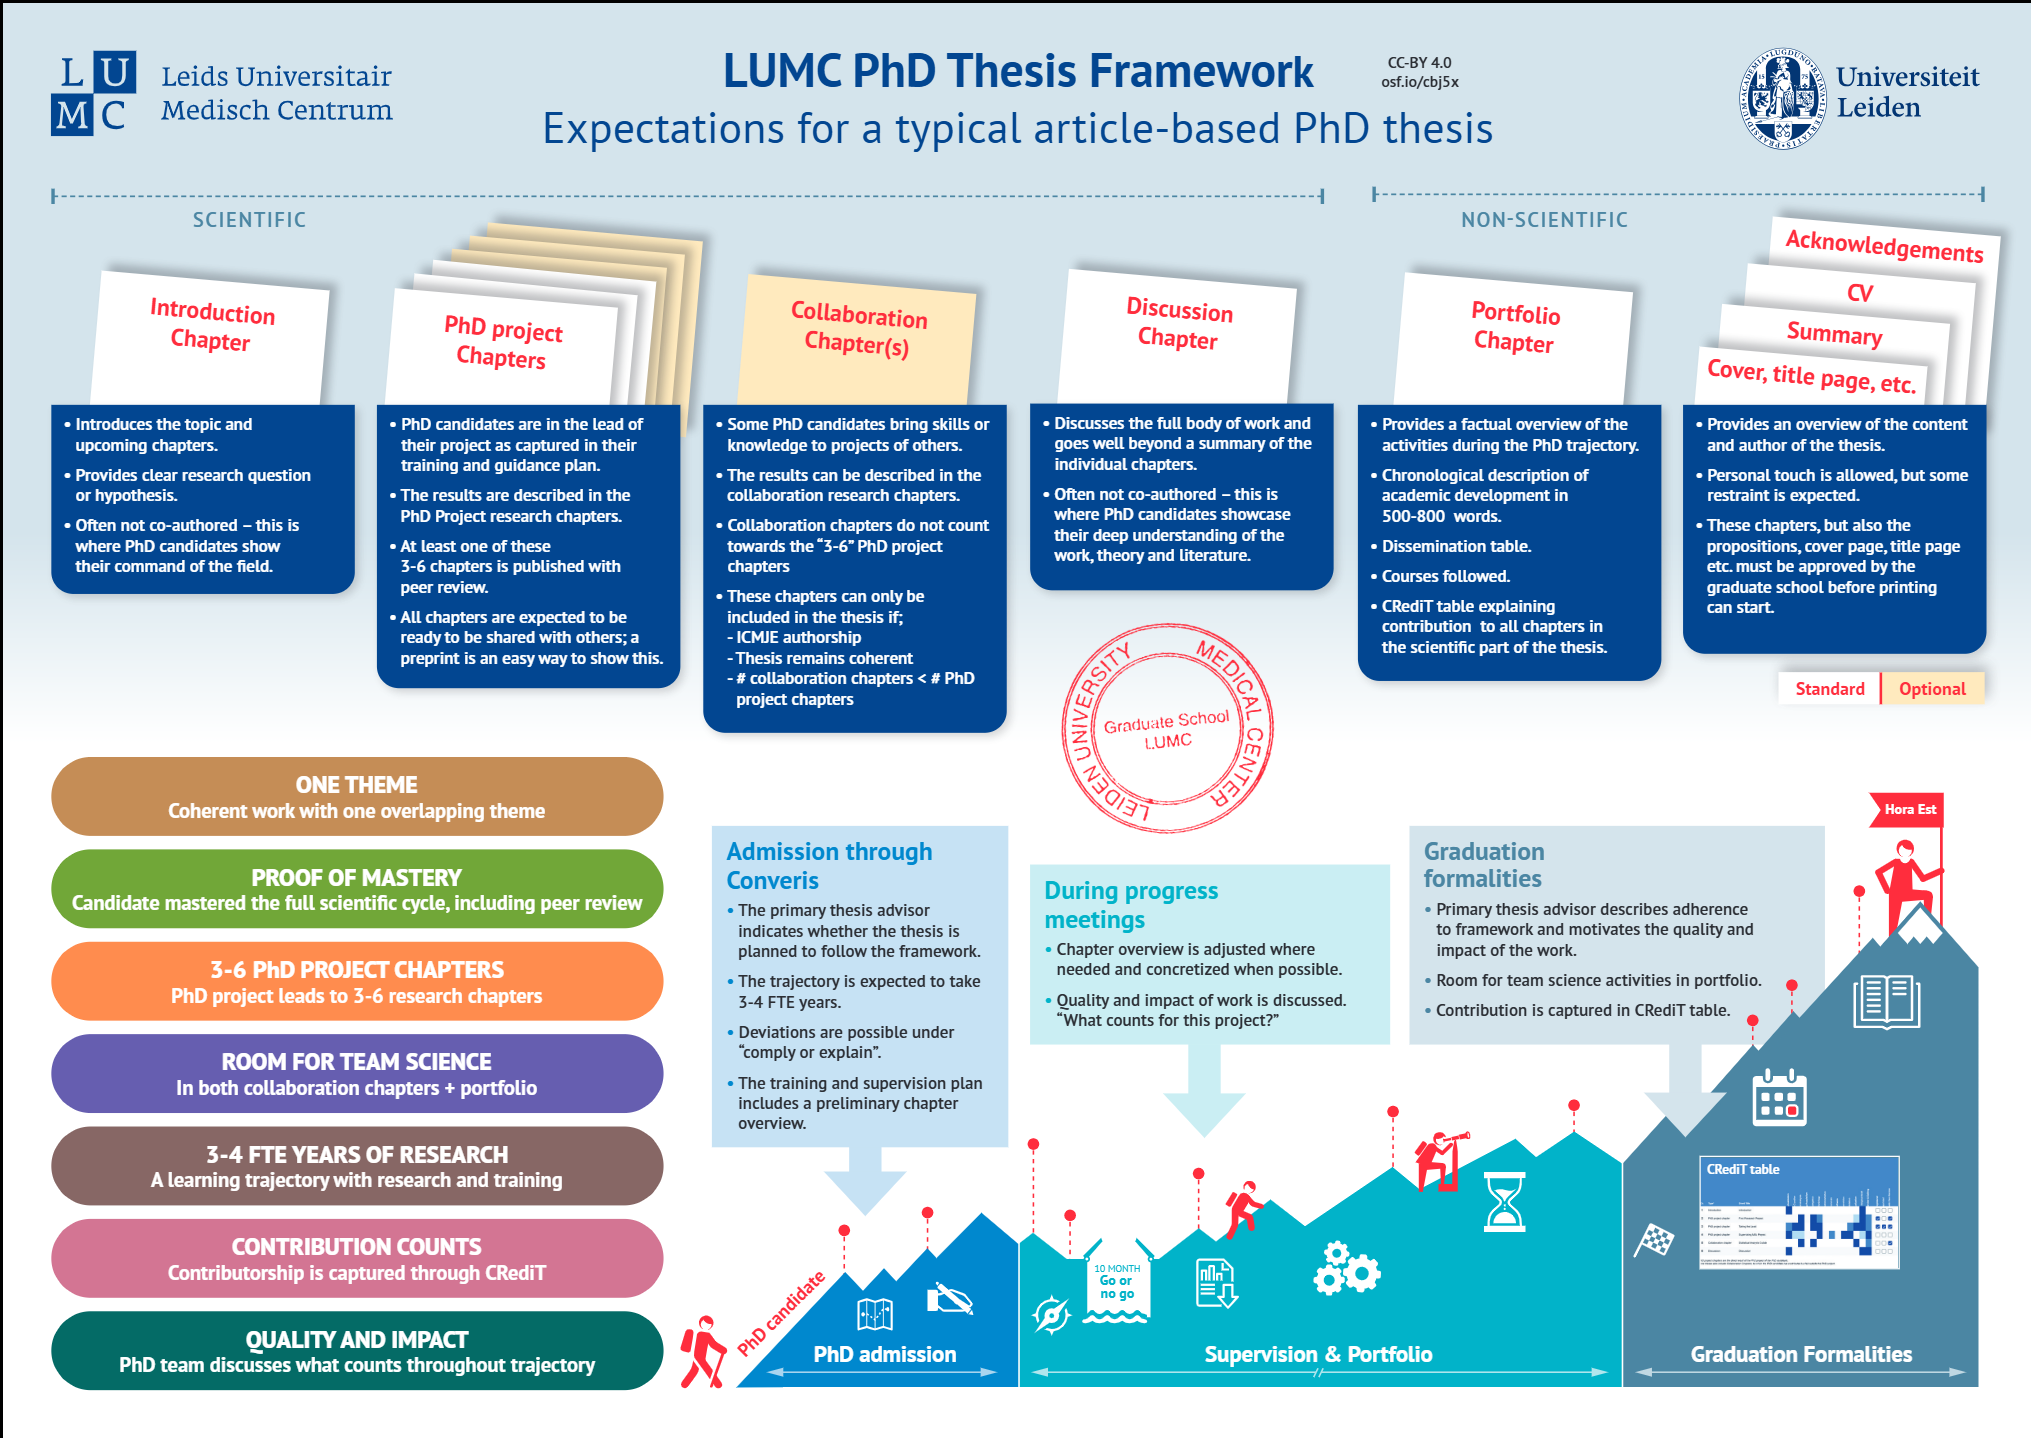 L U
M C
Leids Universitair
Medisch Centrum
LUMC PhD Thesis Framework
Expectations for a typical article-based PhD thesis
CC-BY 4.0
osf.io/cbj5x
Universiteit
Leiden
SCIENTIFIC
NON-SCIENTIFIC
Introduction
Chapter
• Introduces the topic and
upcoming chapters.
• Provides clear research question
or hypothesis.
• Often not co-authored – this is
where PhD candidates show
their command of the field.
PhD project
Chapters
• PhD candidates are in the lead of
their project as captured in their
training and guidance plan.
• The results are described in the
PhD Project research chapters.
• At least one of these
3-6 chapters is published with
peer review.
• All chapters are expected to be
ready to be shared with others; a
preprint is an easy way to show this.
Collaboration
Chapter(s)
• Some PhD candidates bring skills or
knowledge to projects of others.
• The results can be described in the
collaboration research chapters.
• Collaboration chapters do not count
towards the “3-6” PhD project
chapters
• These chapters can only be
included in the thesis if;
- ICMJE authorship
- Thesis remains coherent
- # collaboration chapters < # PhD
project chapters
Discussion
Chapter
• Discusses the full body of work and
goes well beyond a summary of the
individual chapters.
• Often not co-authored – this is
where PhD candidates showcase
their deep understanding of the
work, theory and literature.
Portfolio
Chapter
• Provides a factual overview of the
activities during the PhD trajectory.
• Chronological description of
academic development in
500-800 words.
• Dissemination table.
• Courses followed.
• CRediT table explaining
contribution to all chapters in
the scientific part of the thesis.
Acknowledgements
CV
Summary
Cover, title page, etc.
• Provides an overview of the content
and author of the thesis.
• Personal touch is allowed, but some
restraint is expected.
• These chapters, but also the
propositions, cover page, title page
etc. must be approved by the
graduate school before printing
can start.
Standard
Optional
LEIDEN UNIVERSITY MEDICAL CENTER
Graduate School
LUMC
ONE THEME
Coherent work with one overlapping theme
PROOF OF MASTERY
Candidate mastered the full scientific cycle, including peer review
3-6 PhD PROJECT CHAPTERS
PhD project leads to 3-6 research chapters
ROOM FOR TEAM SCIENCE
In both collaboration chapters + portfolio
3-4 FTE YEARS OF RESEARCH
A learning trajectory with research and training
CONTRIBUTION COUNTS
Contributorship is captured through CRediT
QUALITY AND IMPACT
PhD team discusses what counts throughout trajectory
Admission through
Converis
• The primary thesis advisor
indicates whether the thesis is
planned to follow the framework.
• The trajectory is expected to take
3-4 FTE years.
• Deviations are possible under
“comply or explain”.
• The training and supervision plan
includes a preliminary chapter
overview.
During progress
meetings
• Chapter overview is adjusted where
needed and concretized when possible.
• Quality and impact of work is discussed.
“What counts for this project?”
Graduation
formalities
• Primary thesis advisor describes adherence
to framework and motivates the quality and
impact of the work.
• Room for team science activities in portfolio.
• Contribution is captured in CRediT table.
Hora Est
PhD candidate
10 MONTH
Go or
no go
CRediT table
PhD admission
Supervision & Portfolio
Graduation Formalities